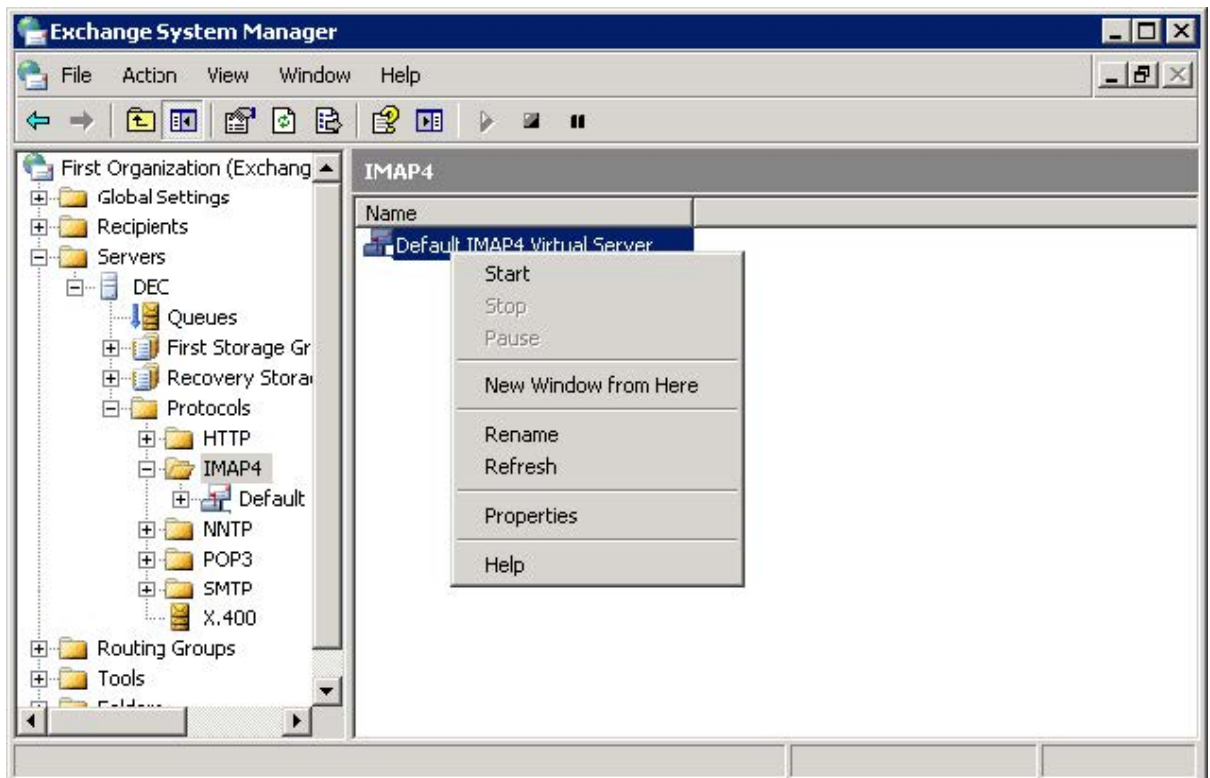 Exchange System Manager
File Action View Window Help
First Organization (Exchang
Global Settings
Recipients
Servers
DEC
Queues
First Storage Gr
Recovery Stora
Protocols
HTTP
IMAP4
Default
NNTP
POP3
SMTP
X.400
Routing Groups
Tools
Folders
IMAP4
Name
Default IMAP4 Virtual Server
Start
Stop
Pause
New Window from Here
Rename
Refresh
Properties
Help